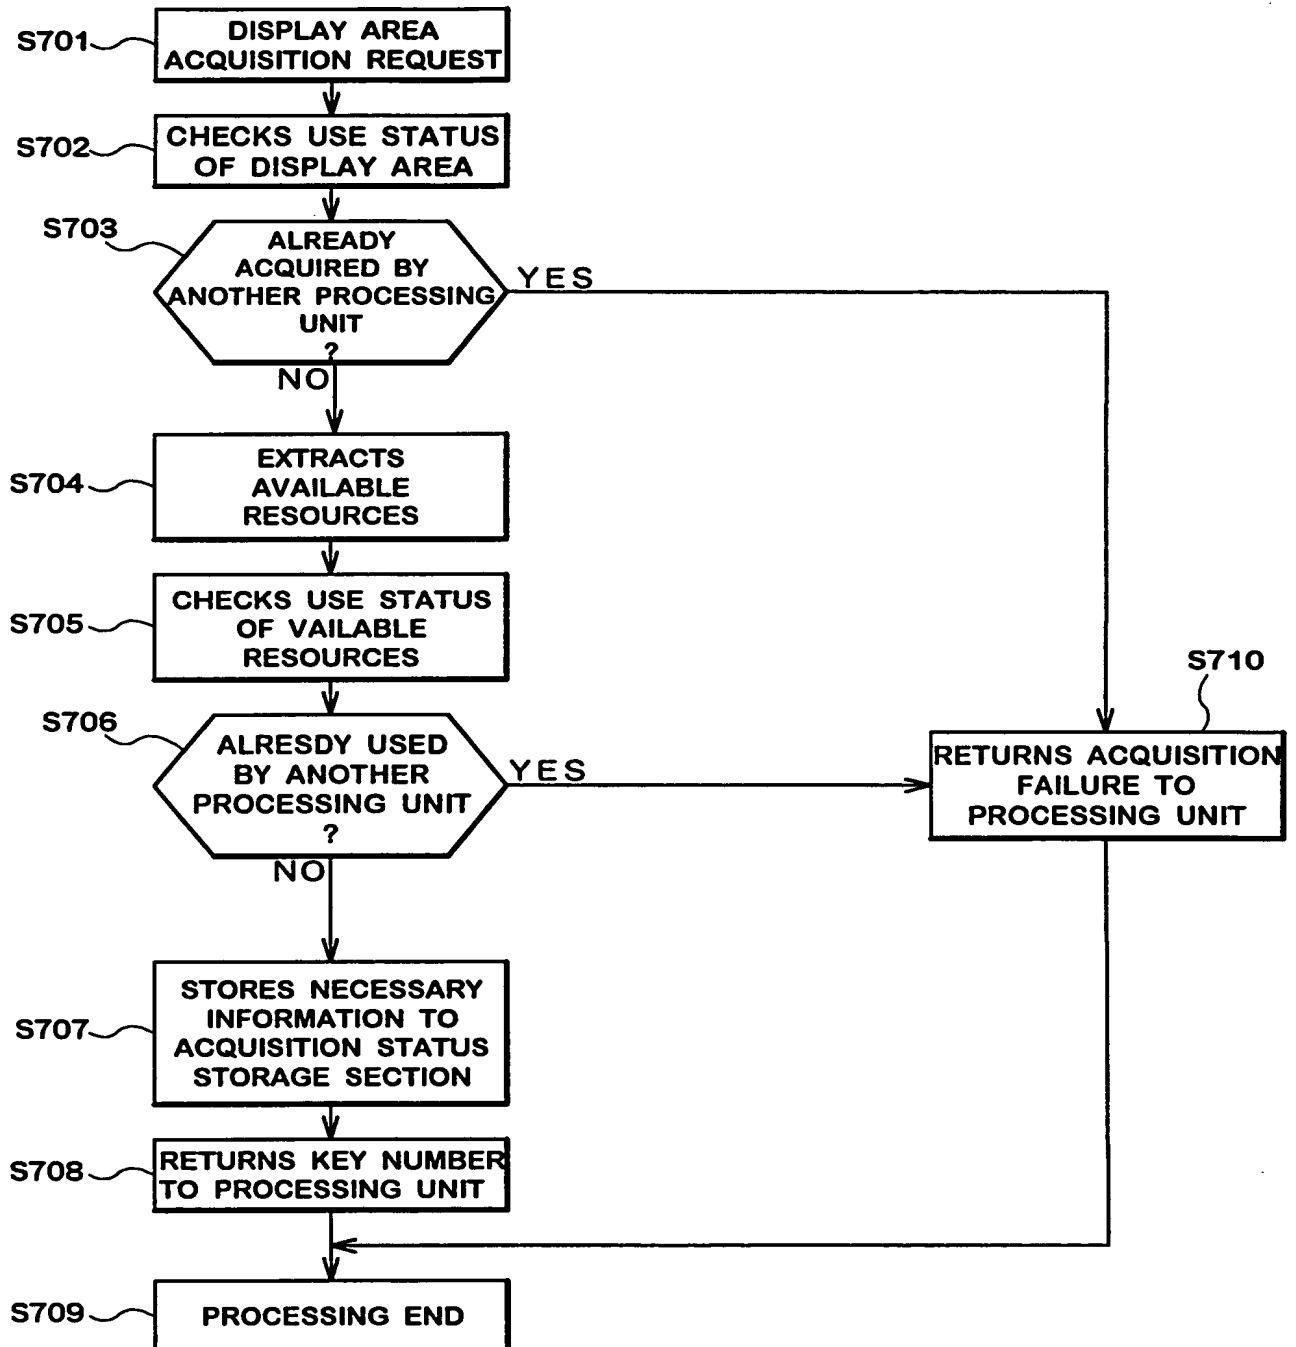 S701
DISPLAY AREA
ACQUISITION REQUEST
S702
CHECKS USE STATUS
OF DISPLAY AREA
S703
ALREADY
ACQUIRED BY
ANOTHER PROCESSING
UNIT
?
YES
NO
S704
EXTRACTS
AVAILABLE
RESOURCES
S705
CHECKS USE STATUS
OF VAILABLE
RESOURCES
S706
ALRESDY USED
BY ANOTHER
PROCESSING UNIT
?
YES
NO
S710
RETURNS ACQUISITION
FAILURE TO
PROCESSING UNIT
S707
STORES NECESSARY
INFORMATION TO
ACQUISITION STATUS
STORAGE SECTION
S708
RETURNS KEY NUMBER
TO PROCESSING UNIT
S709
PROCESSING END